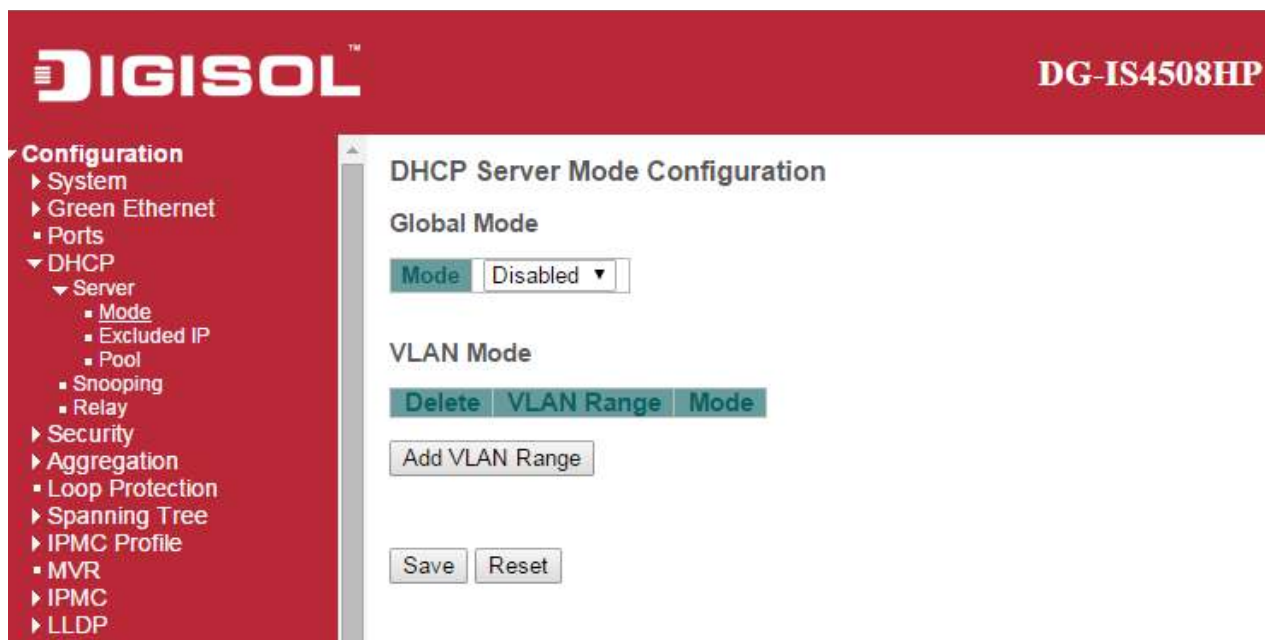 DIGISOL™
DG-IS4508HP
Configuration
System
Green Ethernet
Ports
DHCP
Server
Mode
Excluded IP
Pool
Snooping
Relay
Security
Aggregation
Loop Protection
Spanning Tree
IPMC Profile
MVR
IPMC
LLDP
DHCP Server Mode Configuration
Global Mode
Mode Disabled
VLAN Mode
Delete VLAN Range Mode
Add VLAN Range
Save Reset